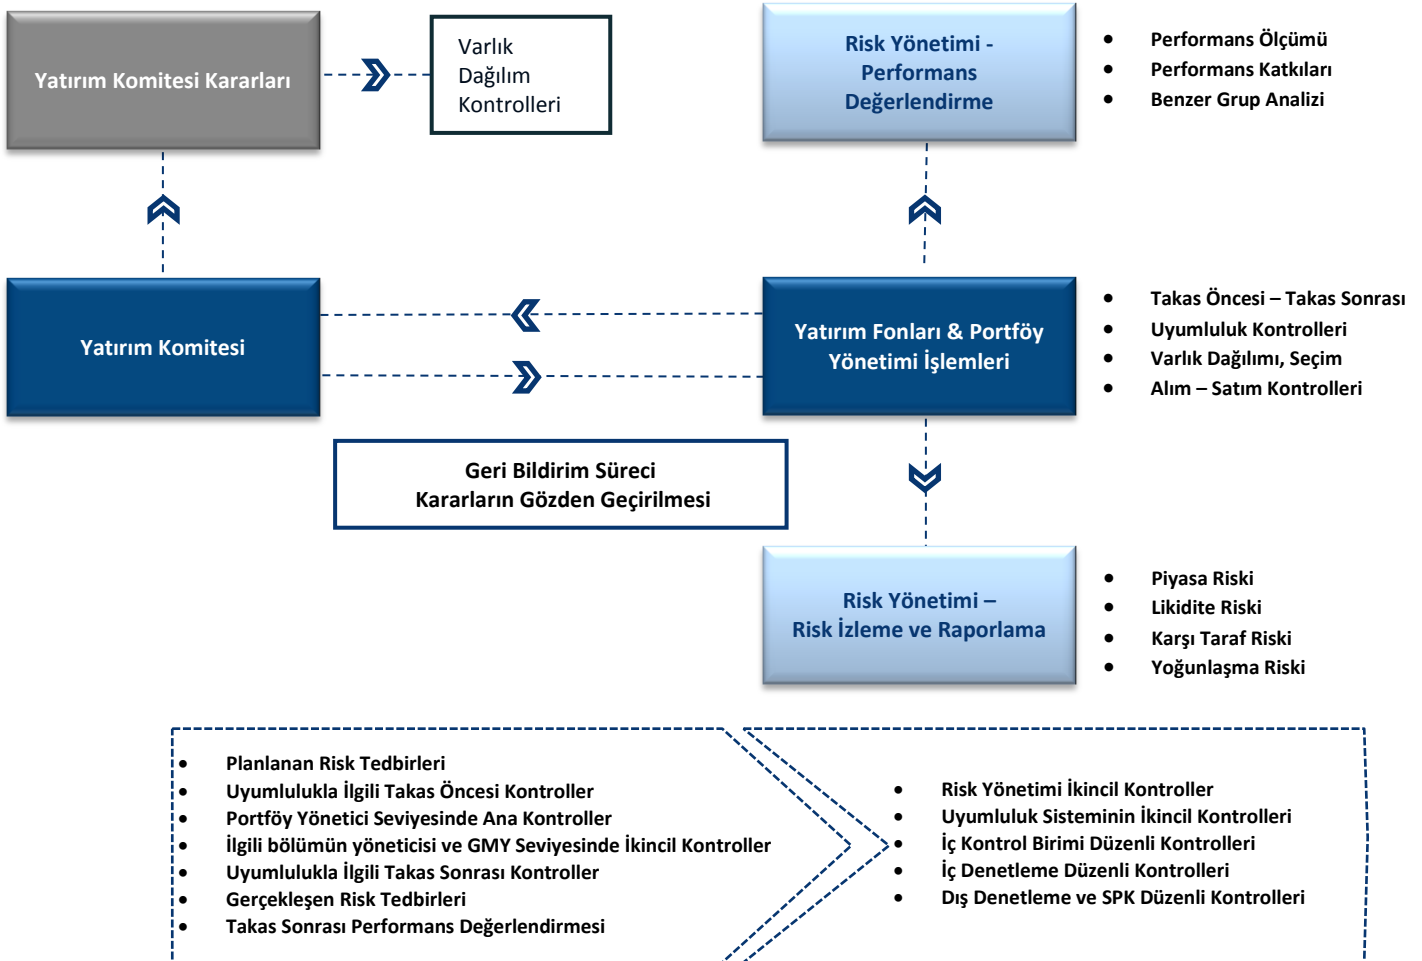 Yatırım Komitesi Kararları
Varlık
Dağılım
Kontrolleri
Risk Yönetimi -
Performans
Değerlendirme
• Performans Ölçümü
• Performans Katkıları
• Benzer Grup Analizi
Yatırım Komitesi
Yatırım Fonları & Portföy
Yönetimi İşlemleri
• Takas Öncesi – Takas Sonrası
• Uyumluluk Kontrolleri
• Varlık Dağılımı, Seçim
• Alım – Satım Kontrolleri
Geri Bildirim Süreci
Kararların Gözden Geçirilmesi
Risk Yönetimi –
Risk İzleme ve Raporlama
• Piyasa Riski
• Likidite Riski
• Karşı Taraf Riski
• Yoğunlaşma Riski
• Planlanan Risk Tedbirleri
• Uyumlulukla İlgili Takas Öncesi Kontroller
• Portföy Yönetici Seviyesinde Ana Kontroller
• İlgili bölümün yöneticisi ve GMY Seviyesinde İkincil Kontroller
• Uyumlulukla İlgili Takas Sonrası Kontroller
• Gerçekleşen Risk Tedbirleri
• Takas Sonrası Performans Değerlendirmesi
• Risk Yönetimi İkincil Kontroller
• Uyumluluk Sisteminin İkincil Kontrolleri
• İç Kontrol Birimi Düzenli Kontrolleri
• İç Denetleme Düzenli Kontrolleri
• Dış Denetleme ve SPK Düzenli Kontrolleri